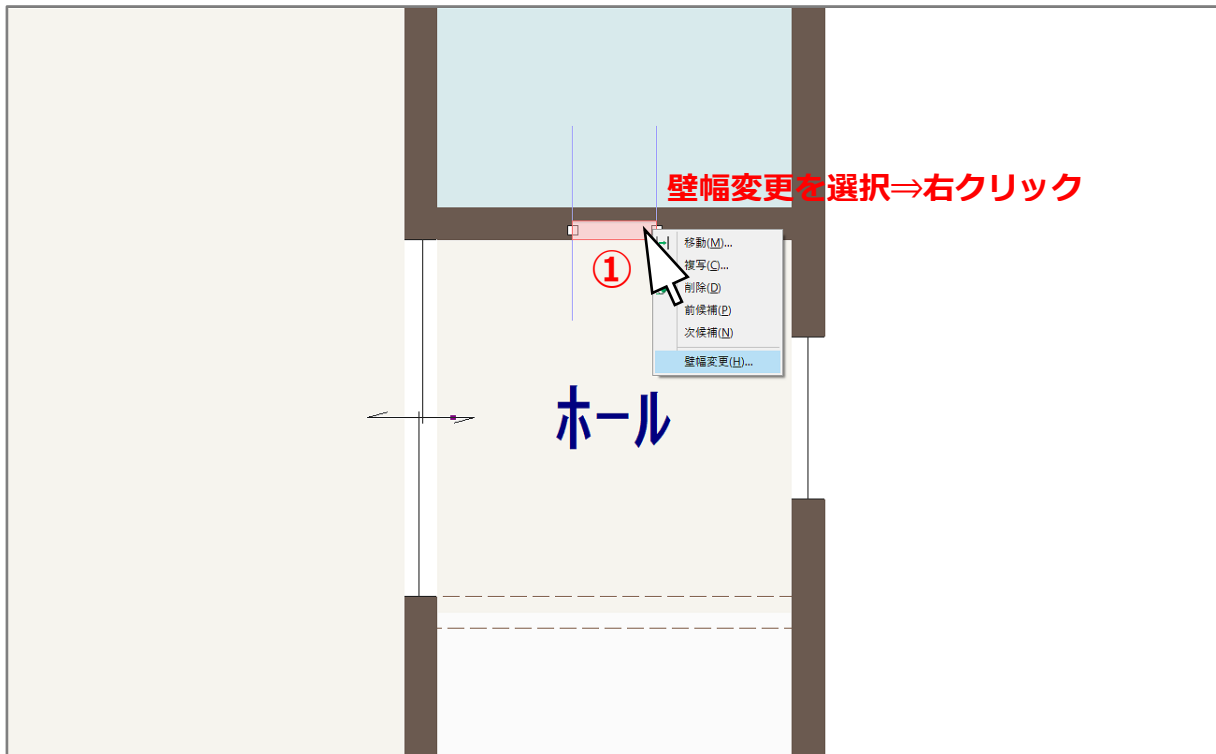 壁幅変更を選択⇒右クリック
①
移動(M)...
複写(C)...
削除(D)
前候補(P)
次候補(N)
壁幅変更(H)...
ホール